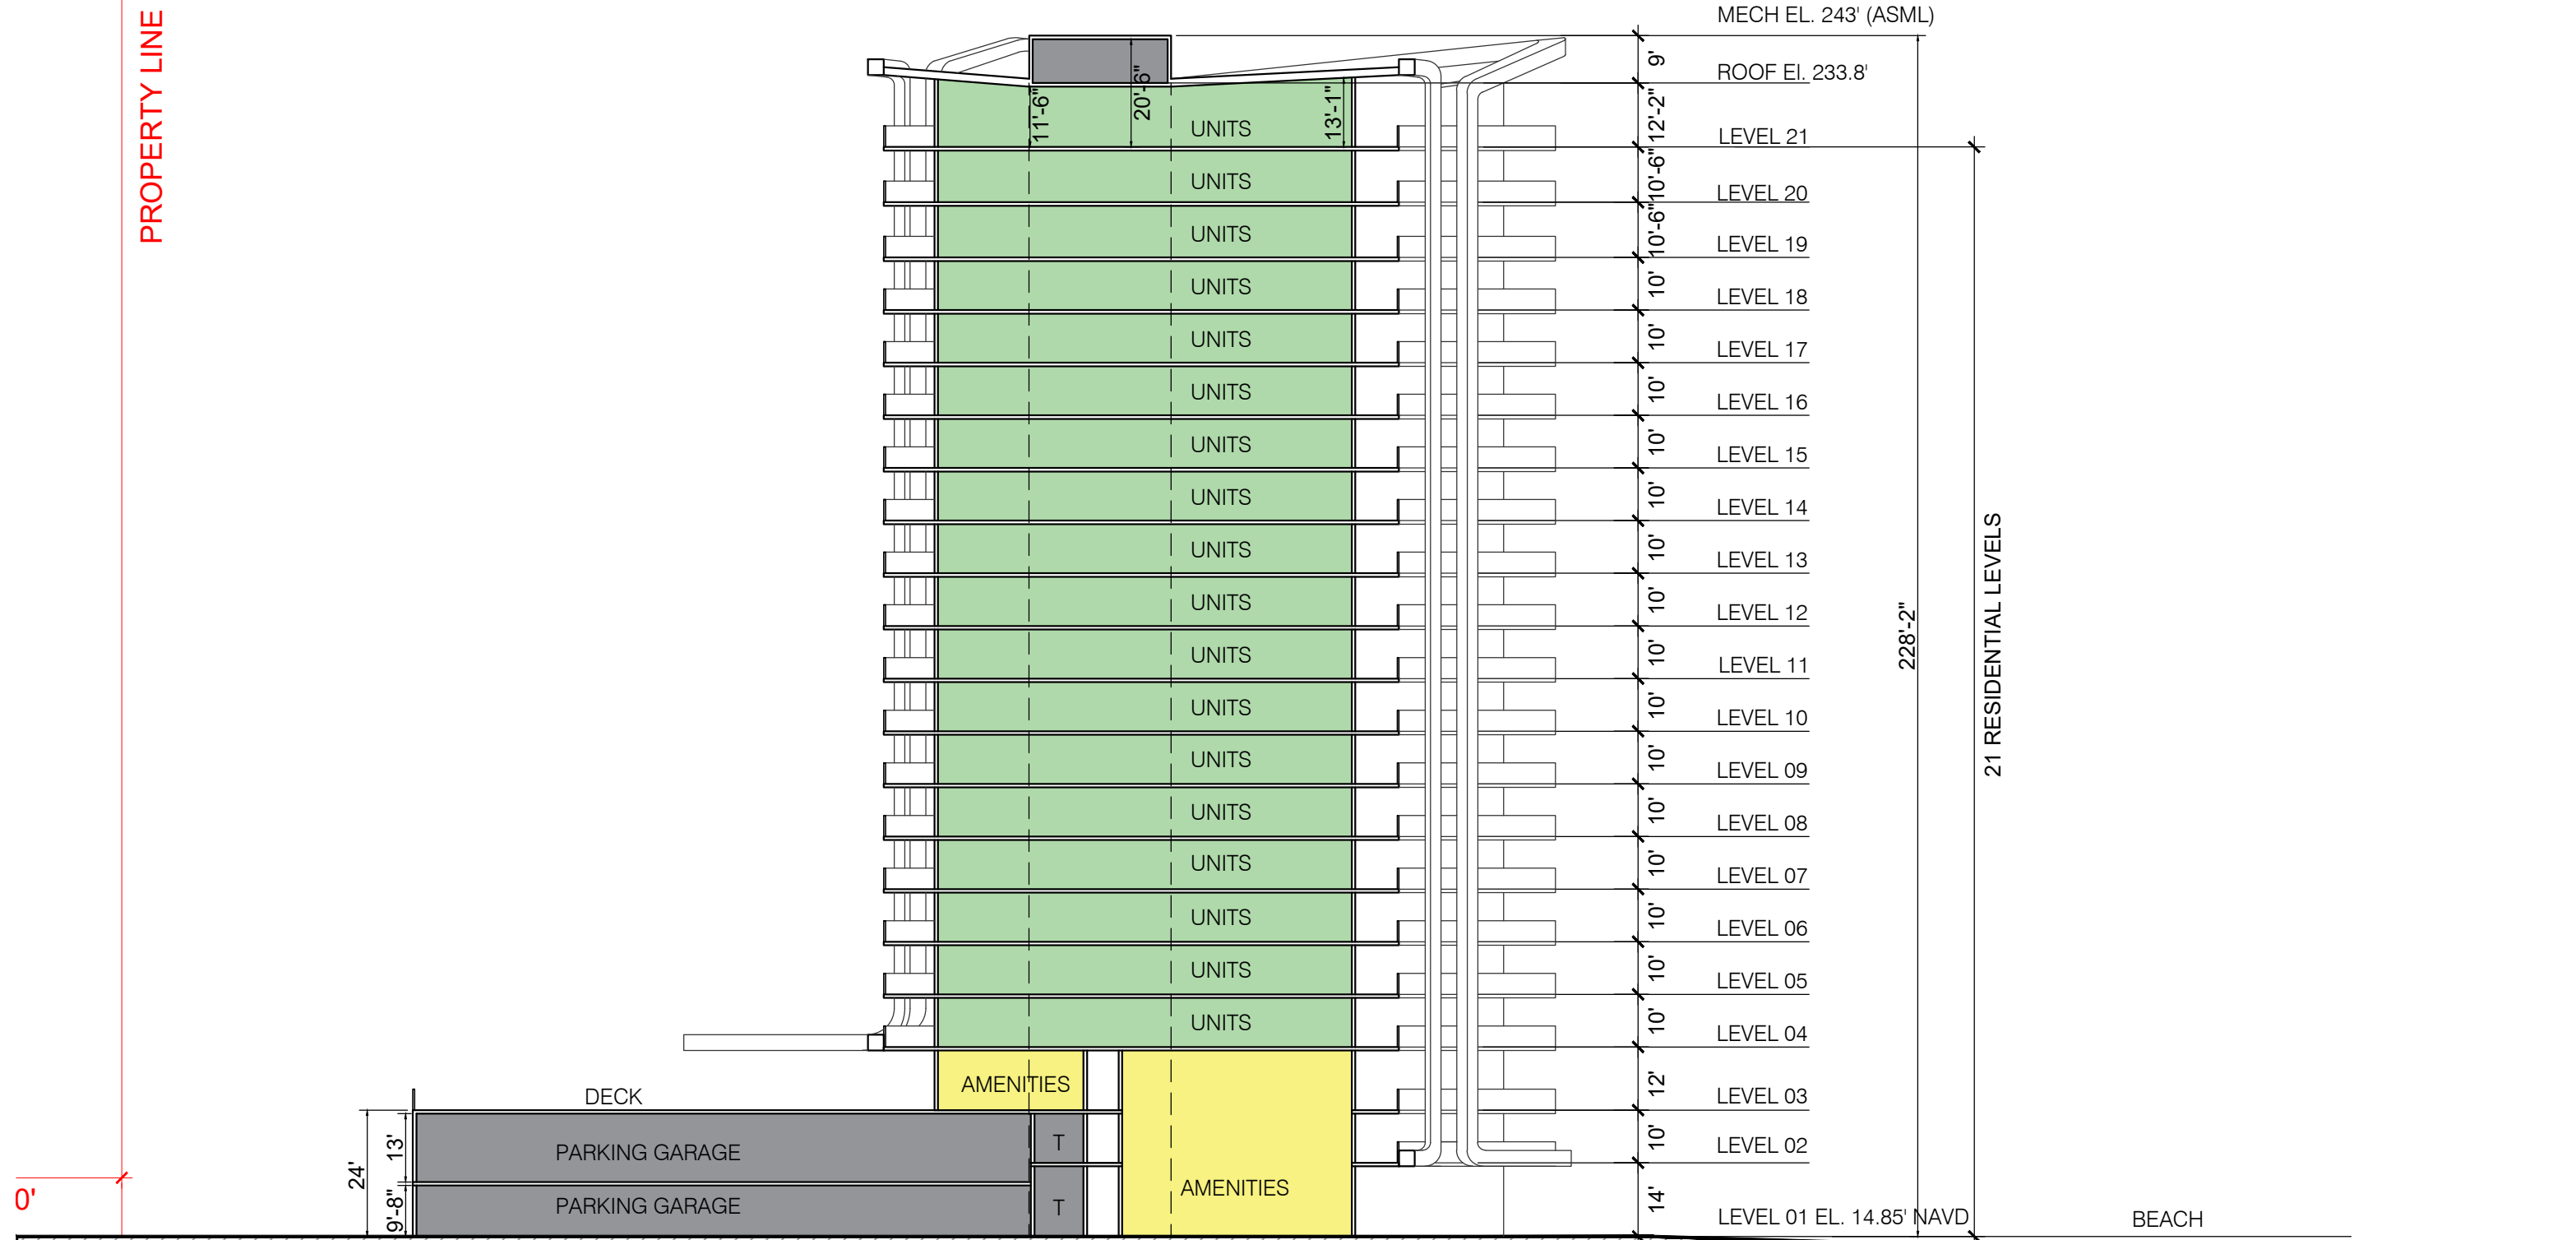 PROPERTY LINE
MECH EL. 243' (ASML)
9'
ROOF El. 233.8'
11'-6"
20'-6"
13'-1"
12'-2"
UNITS
LEVEL 21
10'-6"
UNITS
LEVEL 20
10'-6"
UNITS
LEVEL 19
10'
UNITS
LEVEL 18
10'
UNITS
LEVEL 17
10'
UNITS
LEVEL 16
10'
UNITS
LEVEL 15
10'
UNITS
LEVEL 14
10'
UNITS
LEVEL 13
10'
UNITS
LEVEL 12
10'
UNITS
LEVEL 11
10'
UNITS
LEVEL 10
10'
UNITS
LEVEL 09
10'
UNITS
LEVEL 08
10'
UNITS
LEVEL 07
10'
UNITS
LEVEL 06
10'
UNITS
LEVEL 05
10'
UNITS
LEVEL 04
228'-2"
21 RESIDENTIAL LEVELS
12'
AMENITIES
DECK
LEVEL 03
10'
24'
13'
PARKING GARAGE
T
LEVEL 02
0'
9'-8"
PARKING GARAGE
T
AMENITIES
14'
LEVEL 01 EL. 14.85' NAVD
BEACH